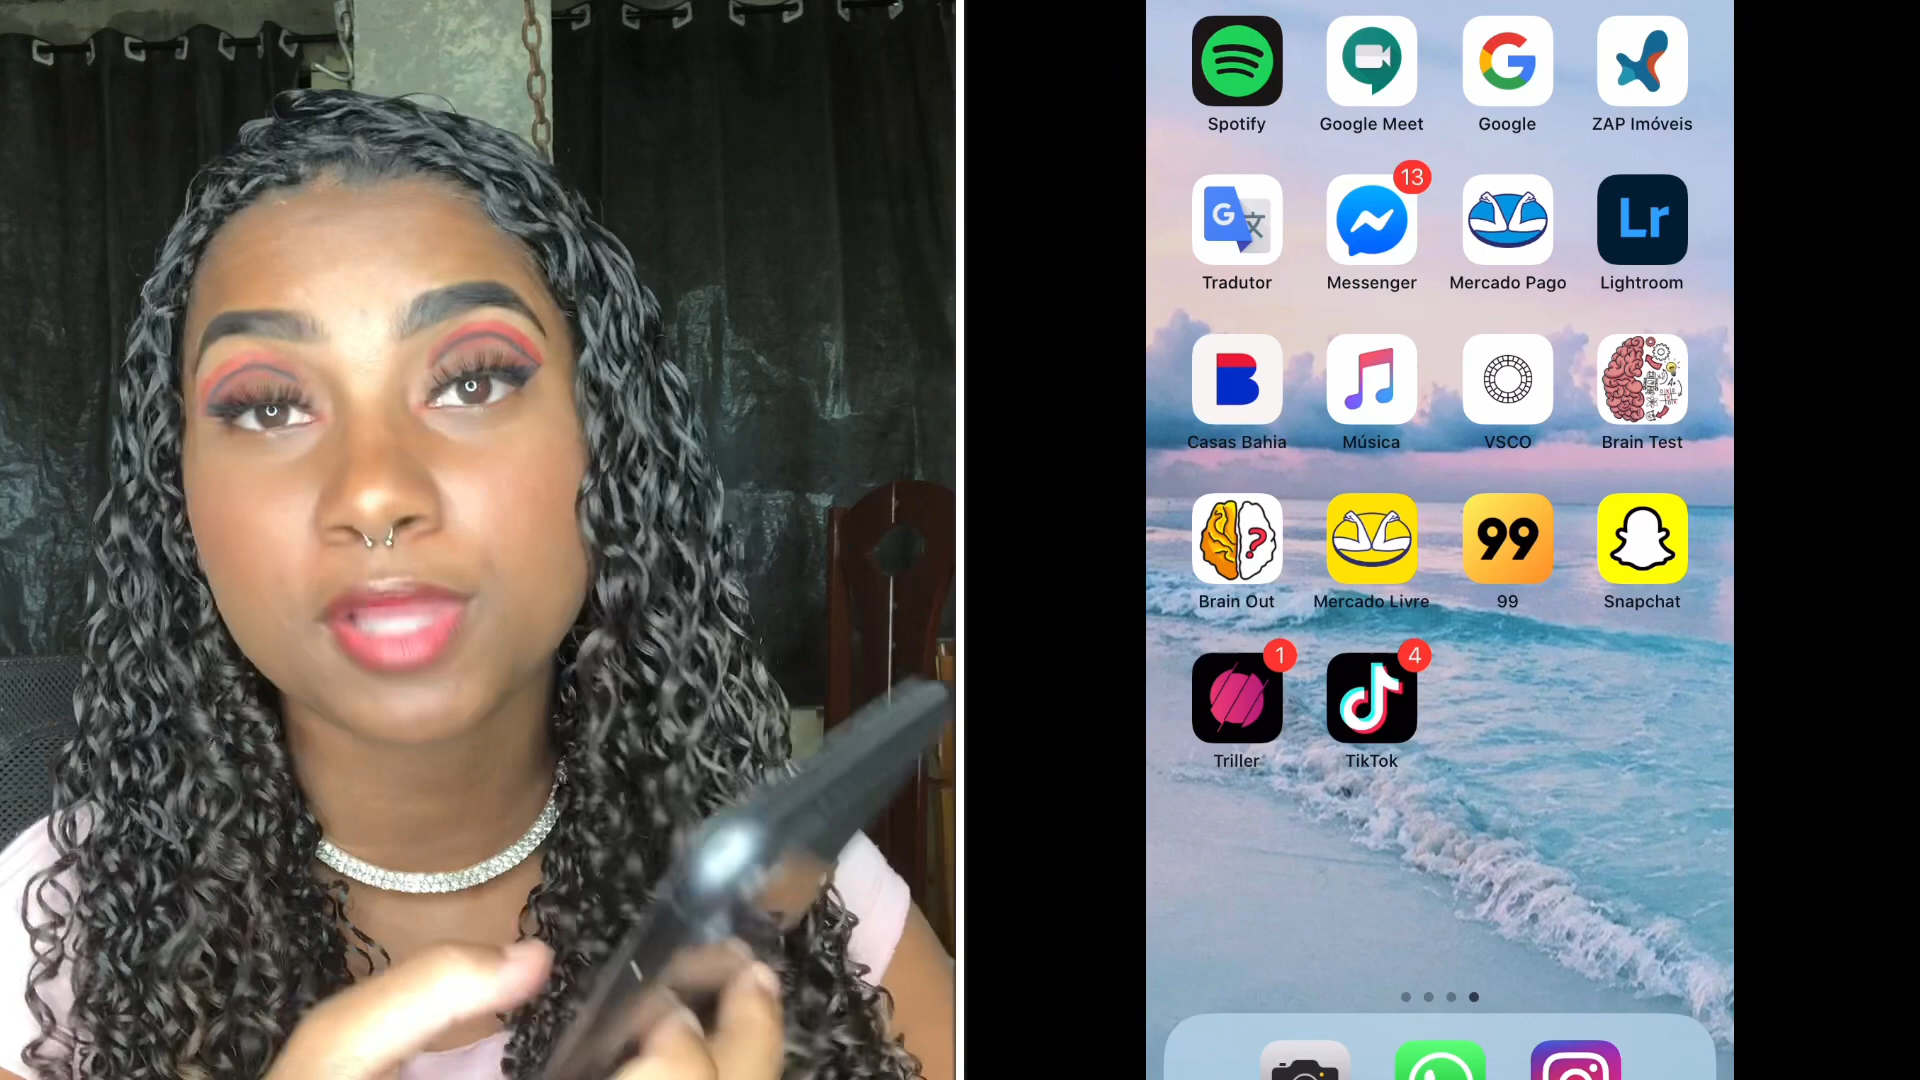 Spotify Google Meet Google ZAP Imóveis
13
Tradutor Messenger Mercado Pago Lightroom
G 文 Lr
Casas Bahia Música VSCO Brain Test
B
Brain Out Mercado Livre 99 Snapchat
? 99
1 4
Triller TikTok